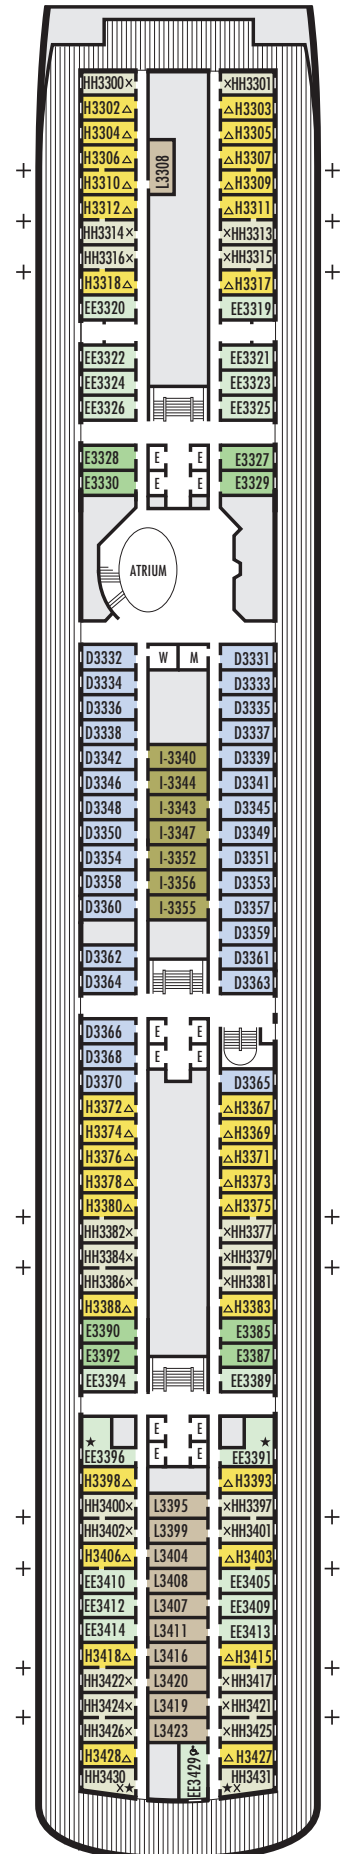 HH3300× ×HH3301
H3302△ △H3303
H3304△ △H3305
H3306△ L3308 △H3307
H3310△ △H3309
H3312△ △H3311
HH3314× ×HH3313
HH3316× ×HH3315
H3318△ △H3317
EE3320 EE3319
EE3322 EE3321
EE3324 EE3323
EE3326 EE3325
E3328 E E E3327
E3330 E E E3329
ATRIUM
D3332 W M D3331
D3334 D3333
D3336 D3335
D3338 D3337
D3342 I-3340 D3339
D3346 I-3344 D3341
D3348 I-3343 D3345
D3350 I-3347 D3349
D3354 I-3352 D3351
D3358 I-3356 D3353
D3360 I-3355 D3357
D3359
D3362 D3361
D3364 D3363
D3366 E E
D3368 E E
D3370 D3365
H3372△ △H3367
H3374△ △H3369
H3376△ △H3371
H3378△ △H3373
H3380△ △H3375
HH3382× ×HH3377
HH3384× ×HH3379
HH3386× ×HH3381
H3388△ △H3383
E3390 E3385
E3392 E3387
EE3394 EE3389
★ E E ★
EE3396 E E EE3391
H3398△ △H3393
HH3400× L3395 ×HH3397
HH3402× L3399 ×HH3401
H3406△ L3404 △H3403
EE3410 L3408 EE3405
EE3412 L3407 EE3409
EE3414 L3411 EE3413
H3418△ L3416 △H3415
HH3422× L3420 ×HH3417
HH3424× L3419 ×HH3421
HH3426× L3423 ×HH3425
H3428△ EE3429 △H3427
HH3430 HH3431
×★ ★×